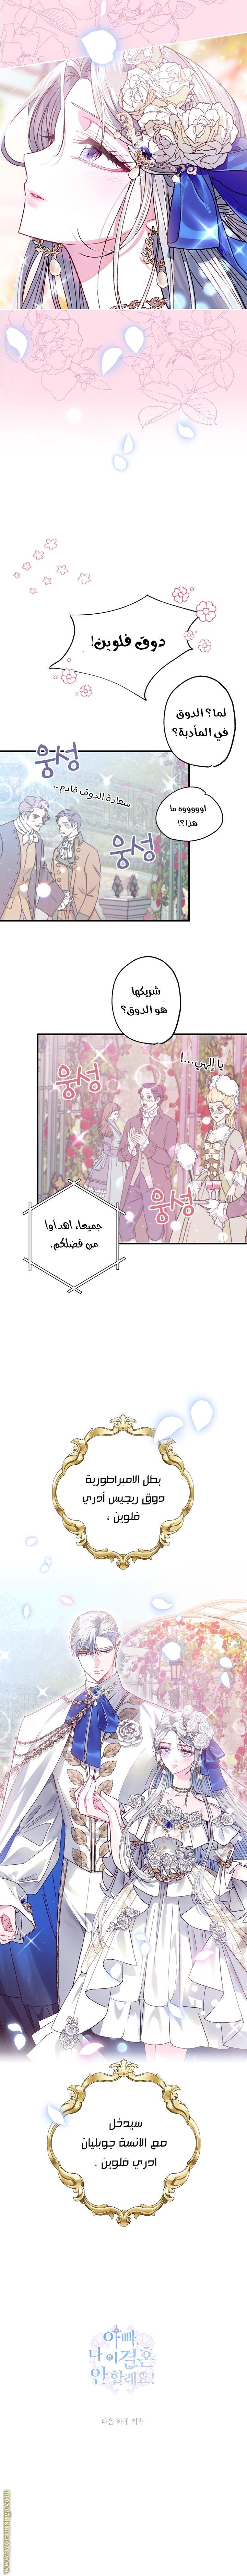 دوق فلوين!
لما؟ الدوق
في المأدبة؟
웅성
سعادة الدوق قادم..
اووووه ما
هذا؟!
웅성
شريكها
هو الدوق؟
يا إلهي...!
웅성
웅성
جميعا، اهدأوا
من فضلكم.
بطل الامبراطورية
دوق ريجيس أدري
فلوين ،
سيدخل
مع الانسة جوبليان
ادري فلوين .
아빠,
나 이 결혼
안 할래요!
다음 화에 계속